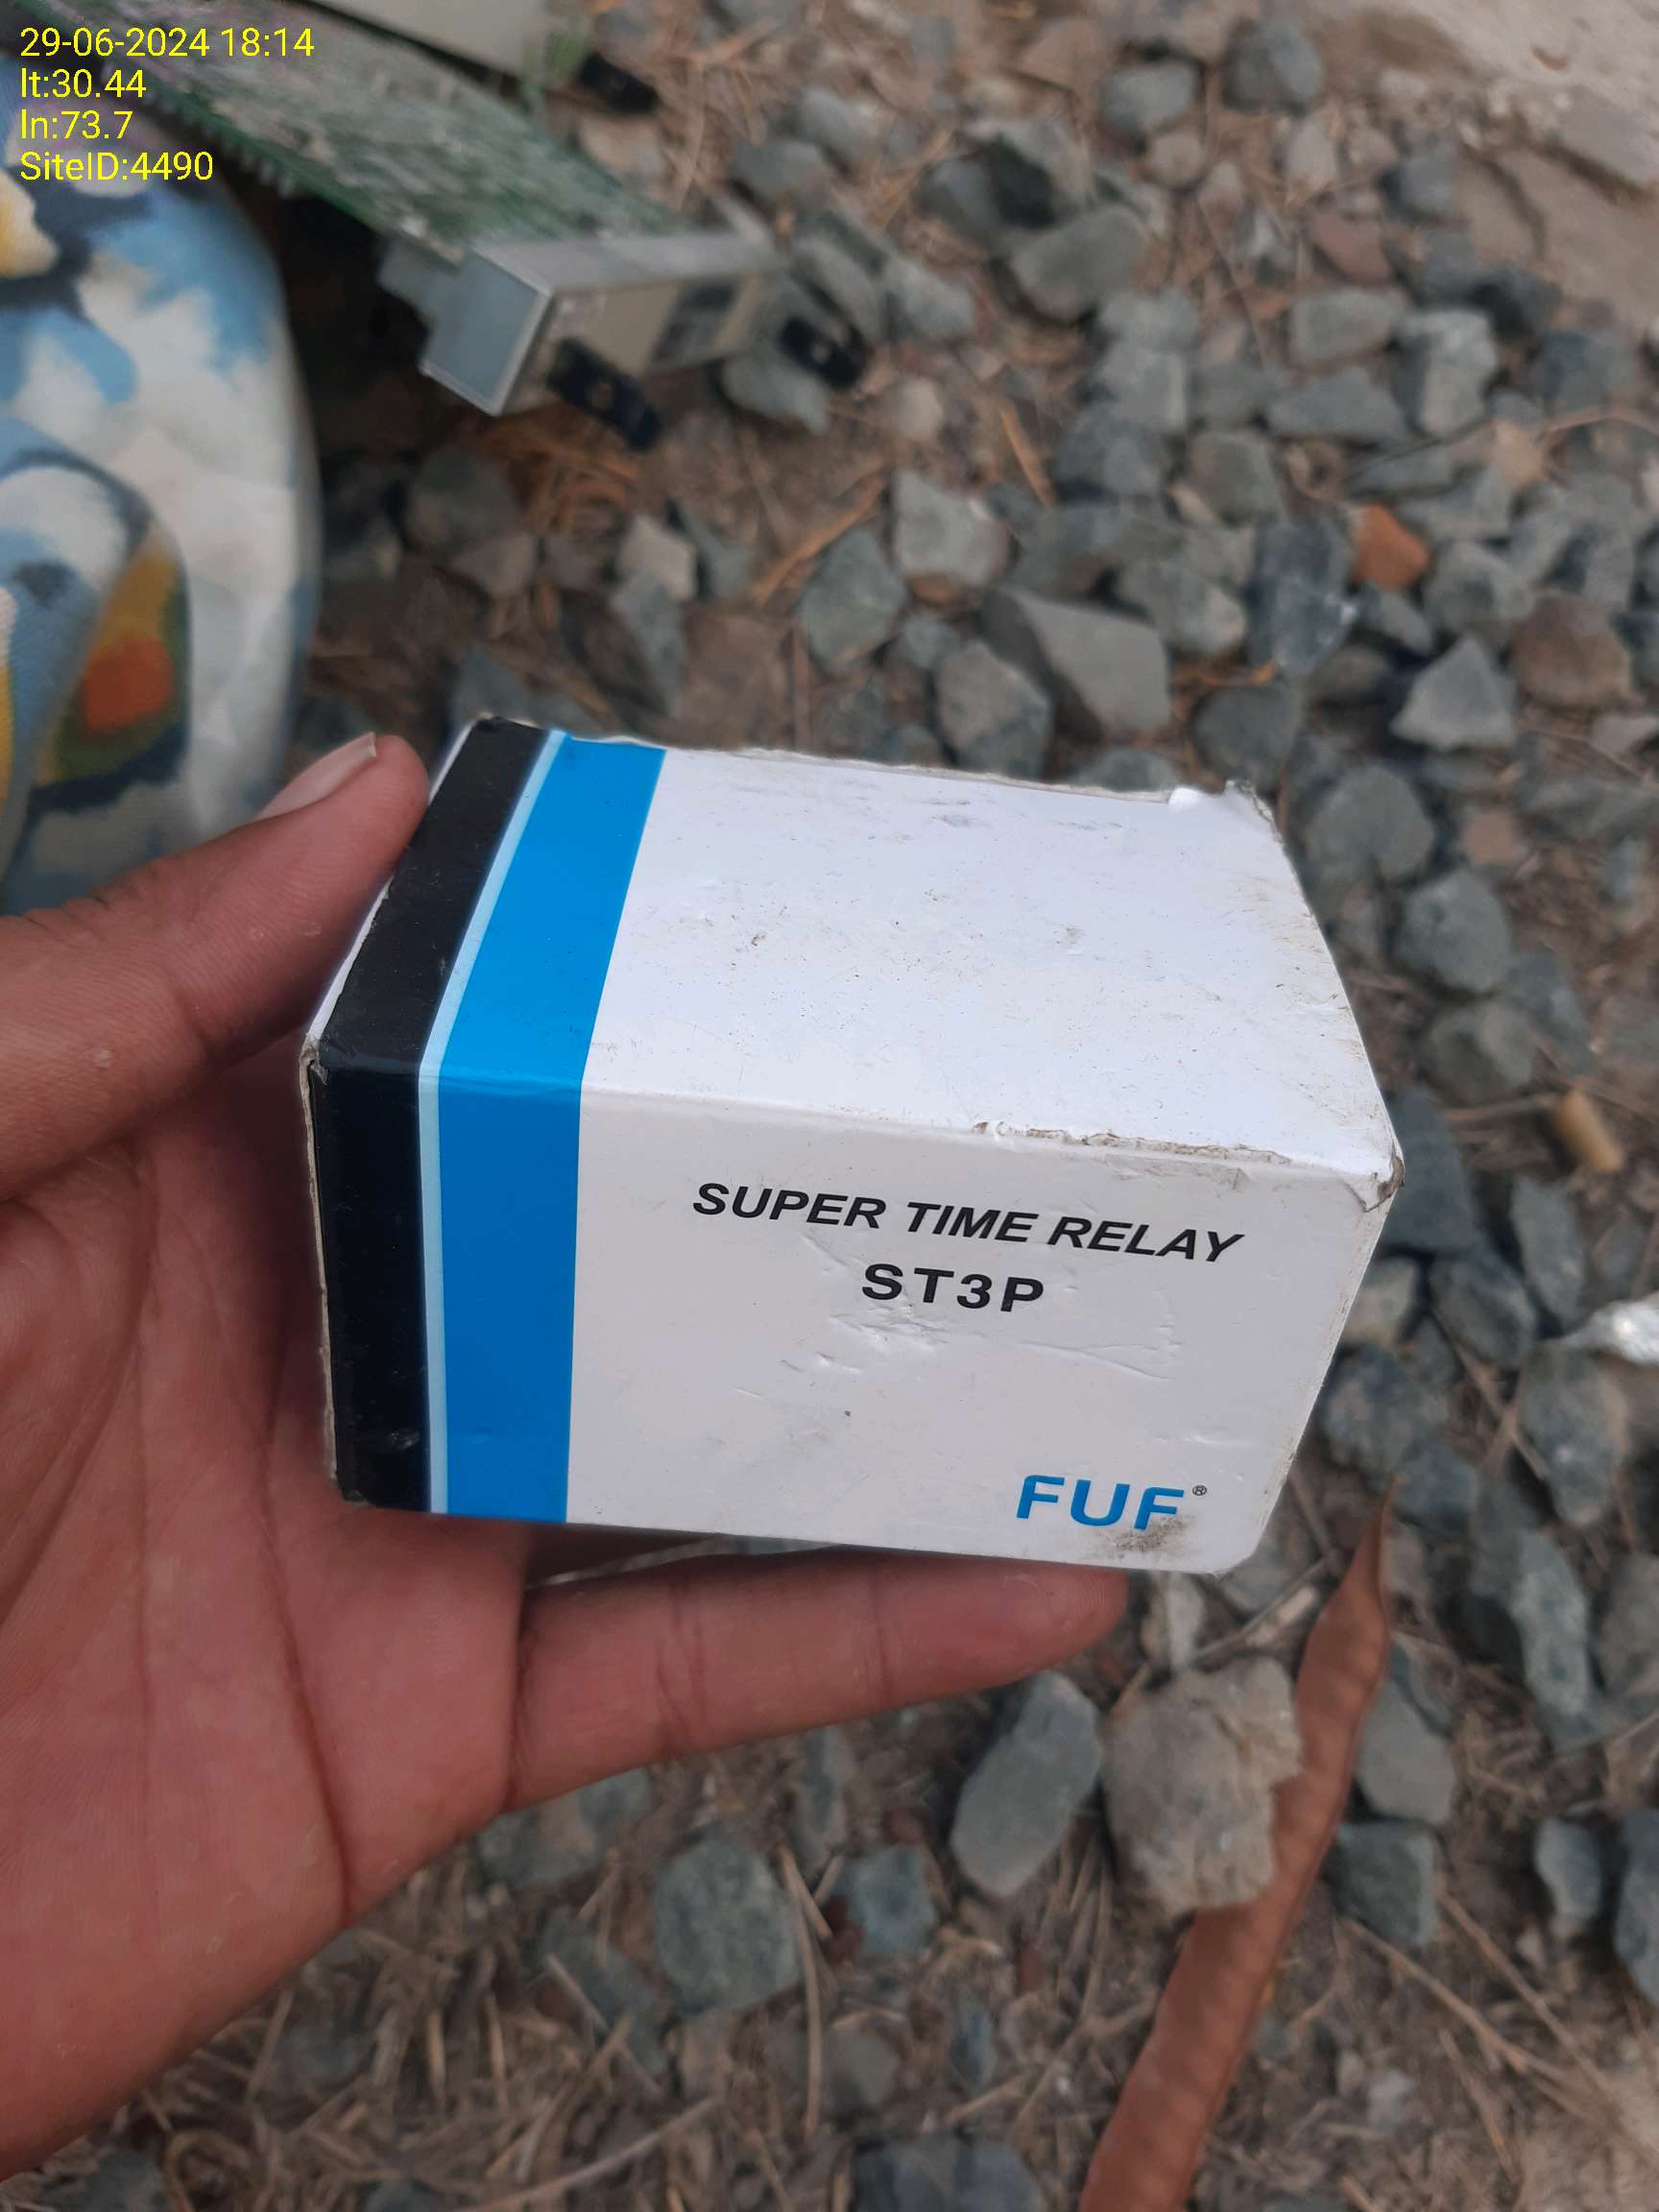 29-06-2024 18:14
lt:30.44
ln:73.7
SiteID:4490
SUPER TIME RELAY
ST3P
FUF®